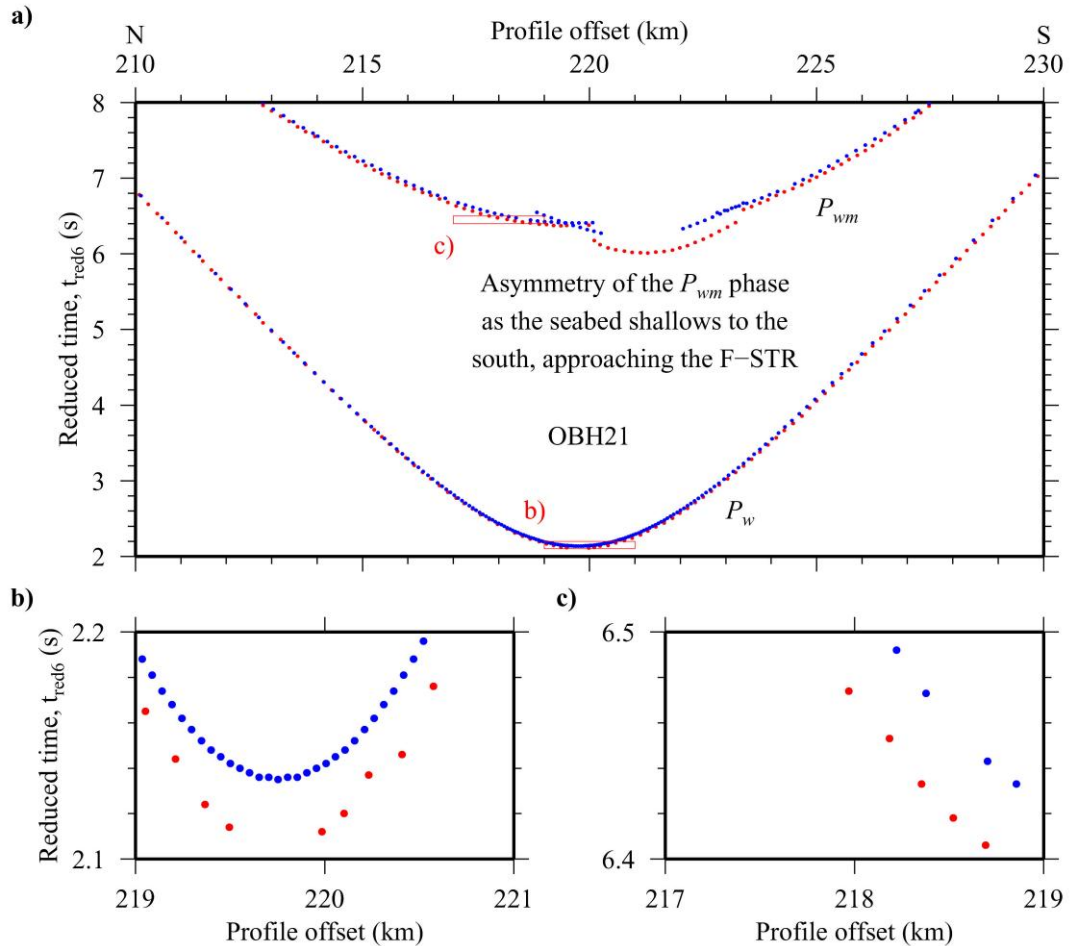 a)
N
Profile offset (km)
S
210 215 220 225 230
Reduced time, t_red6 (s)
8
7
6
5
4
3
2
P_wm
c)
Asymmetry of the P_wm phase
as the seabed shallows to the
south, approaching the F−STR
OBH21
b)
P_w
b)
Reduced time, t_red6 (s)
2.2
2.1
219 220 221
Profile offset (km)
c)
6.5
6.4
217 218 219
Profile offset (km)